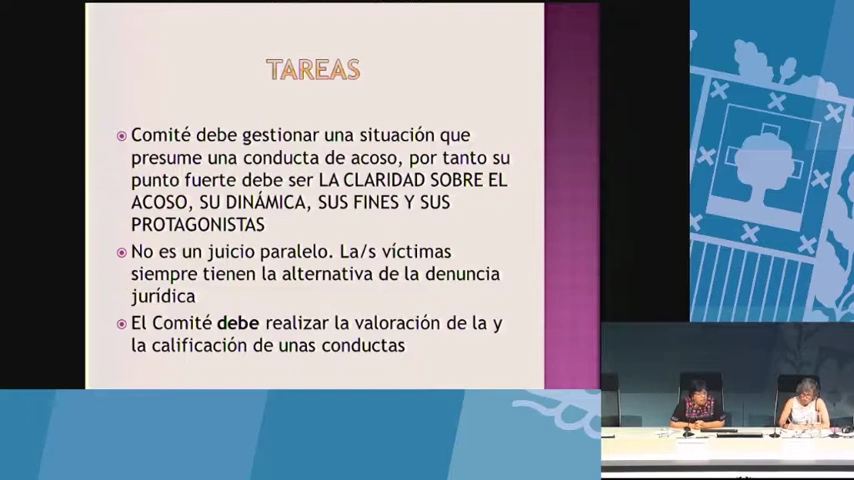 TAREAS
Comité debe gestionar una situación que
presume una conducta de acoso, por tanto su
punto fuerte debe ser LA CLARIDAD SOBRE EL
ACOSO, SU DINÁMICA, SUS FINES Y SUS
PROTAGONISTAS
No es un juicio paralelo. La/s víctimas
siempre tienen la alternativa de la denuncia
jurídica
El Comité debe realizar la valoración de la y
la calificación de unas conductas